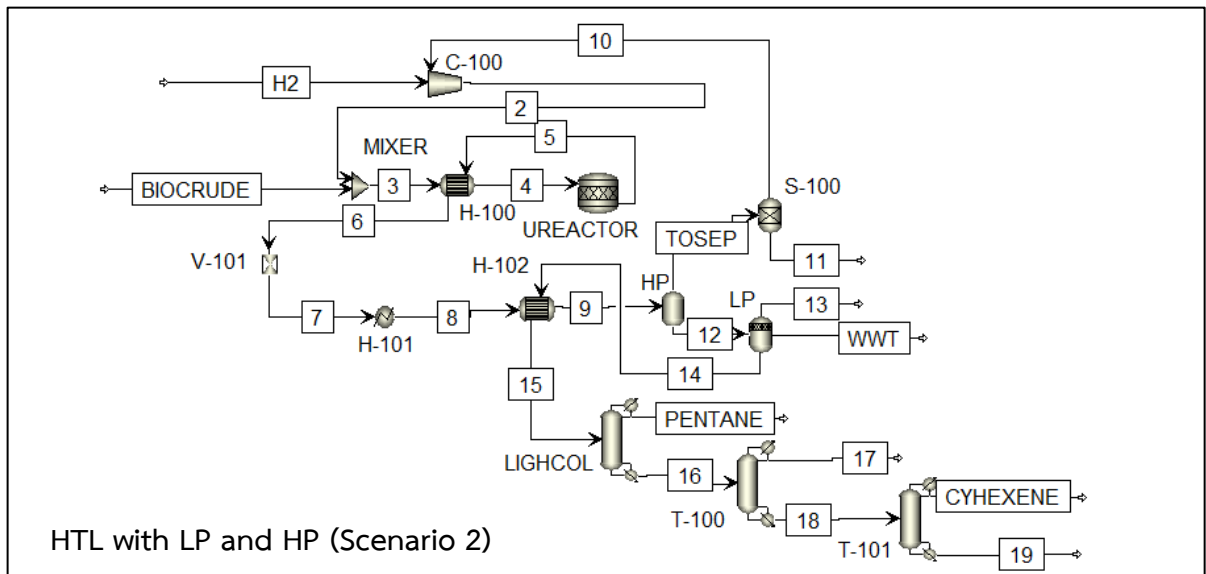 10
C-100
H2
2
5
MIXER
3
4
S-100
BIOCRUDE
H-100
6
UREACTOR
TOSEP
V-101
H-102
11
HP
9
LP
13
7
8
12
WWT
H-101
14
15
PENTANE
LIGHCOL
16
17
CYHEXENE
T-100
18
T-101
19
HTL with LP and HP (Scenario 2)